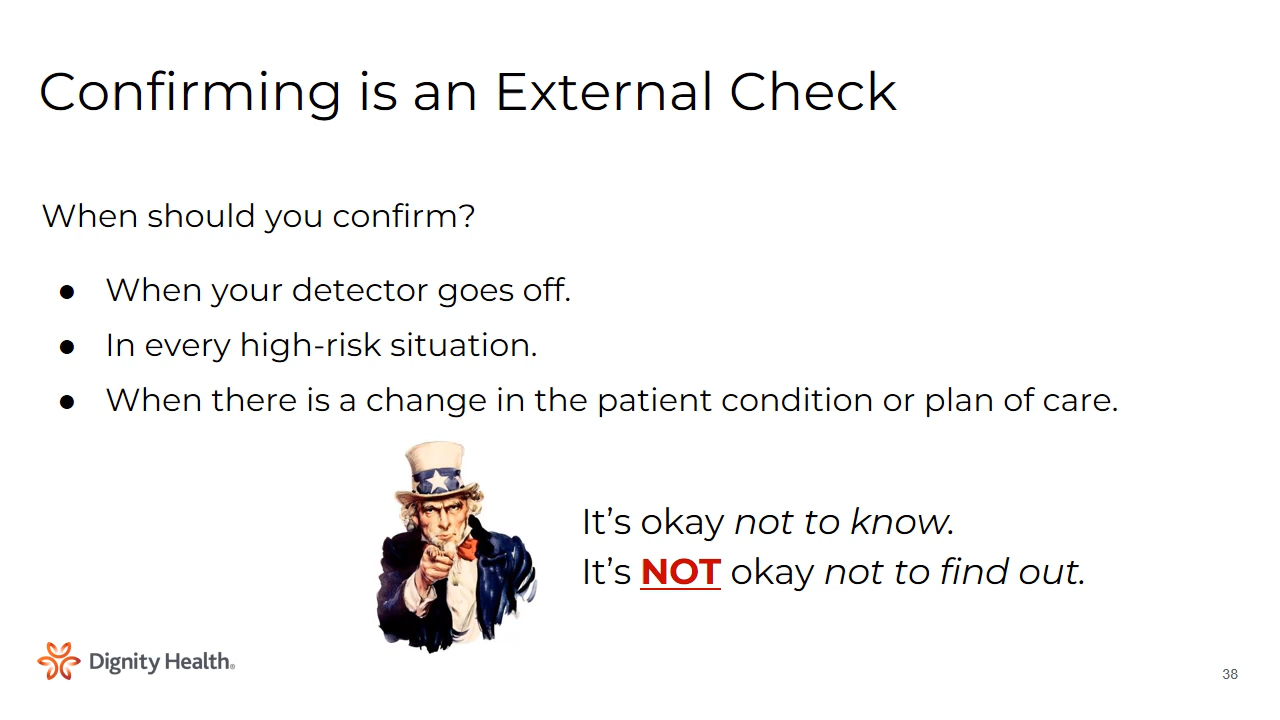 Confirming is an External Check
When should you confirm?
● When your detector goes off.
● In every high-risk situation.
● When there is a change in the patient condition or plan of care.
It’s okay not to know.
It’s NOT okay not to find out.
Dignity Health®
38